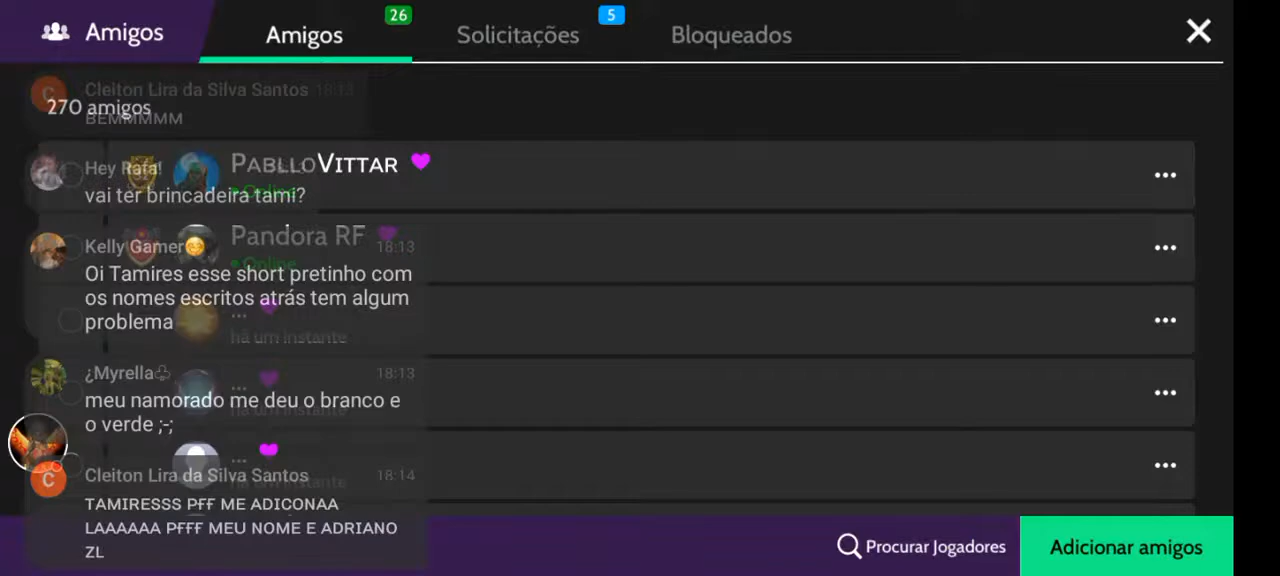 Amigos
Amigos
26
Solicitações
5
Bloqueados
Cleiton Lira da Silva Santos 18:13
BEMMMMM
270 amigos
Hey Rafa!
vai ter brincadeira tami?
PABLLOVITTAR
• Online
Kelly Gamer 18:13
Oi Tamires esse short pretinho com
os nomes escritos atrás tem algum
problema
Pandora RF
• Online
...
há um instante
¿Myrella♧ 18:13
meu namorado me deu o branco e
o verde ;-;
...
há um instante
Cleiton Lira da Silva Santos 18:14
TAMIRESSS PFF ME ADICONAA
LAAAAAA PFFF MEU NOME E ADRIANO
ZL
...
há um instante
Procurar Jogadores
Adicionar amigos